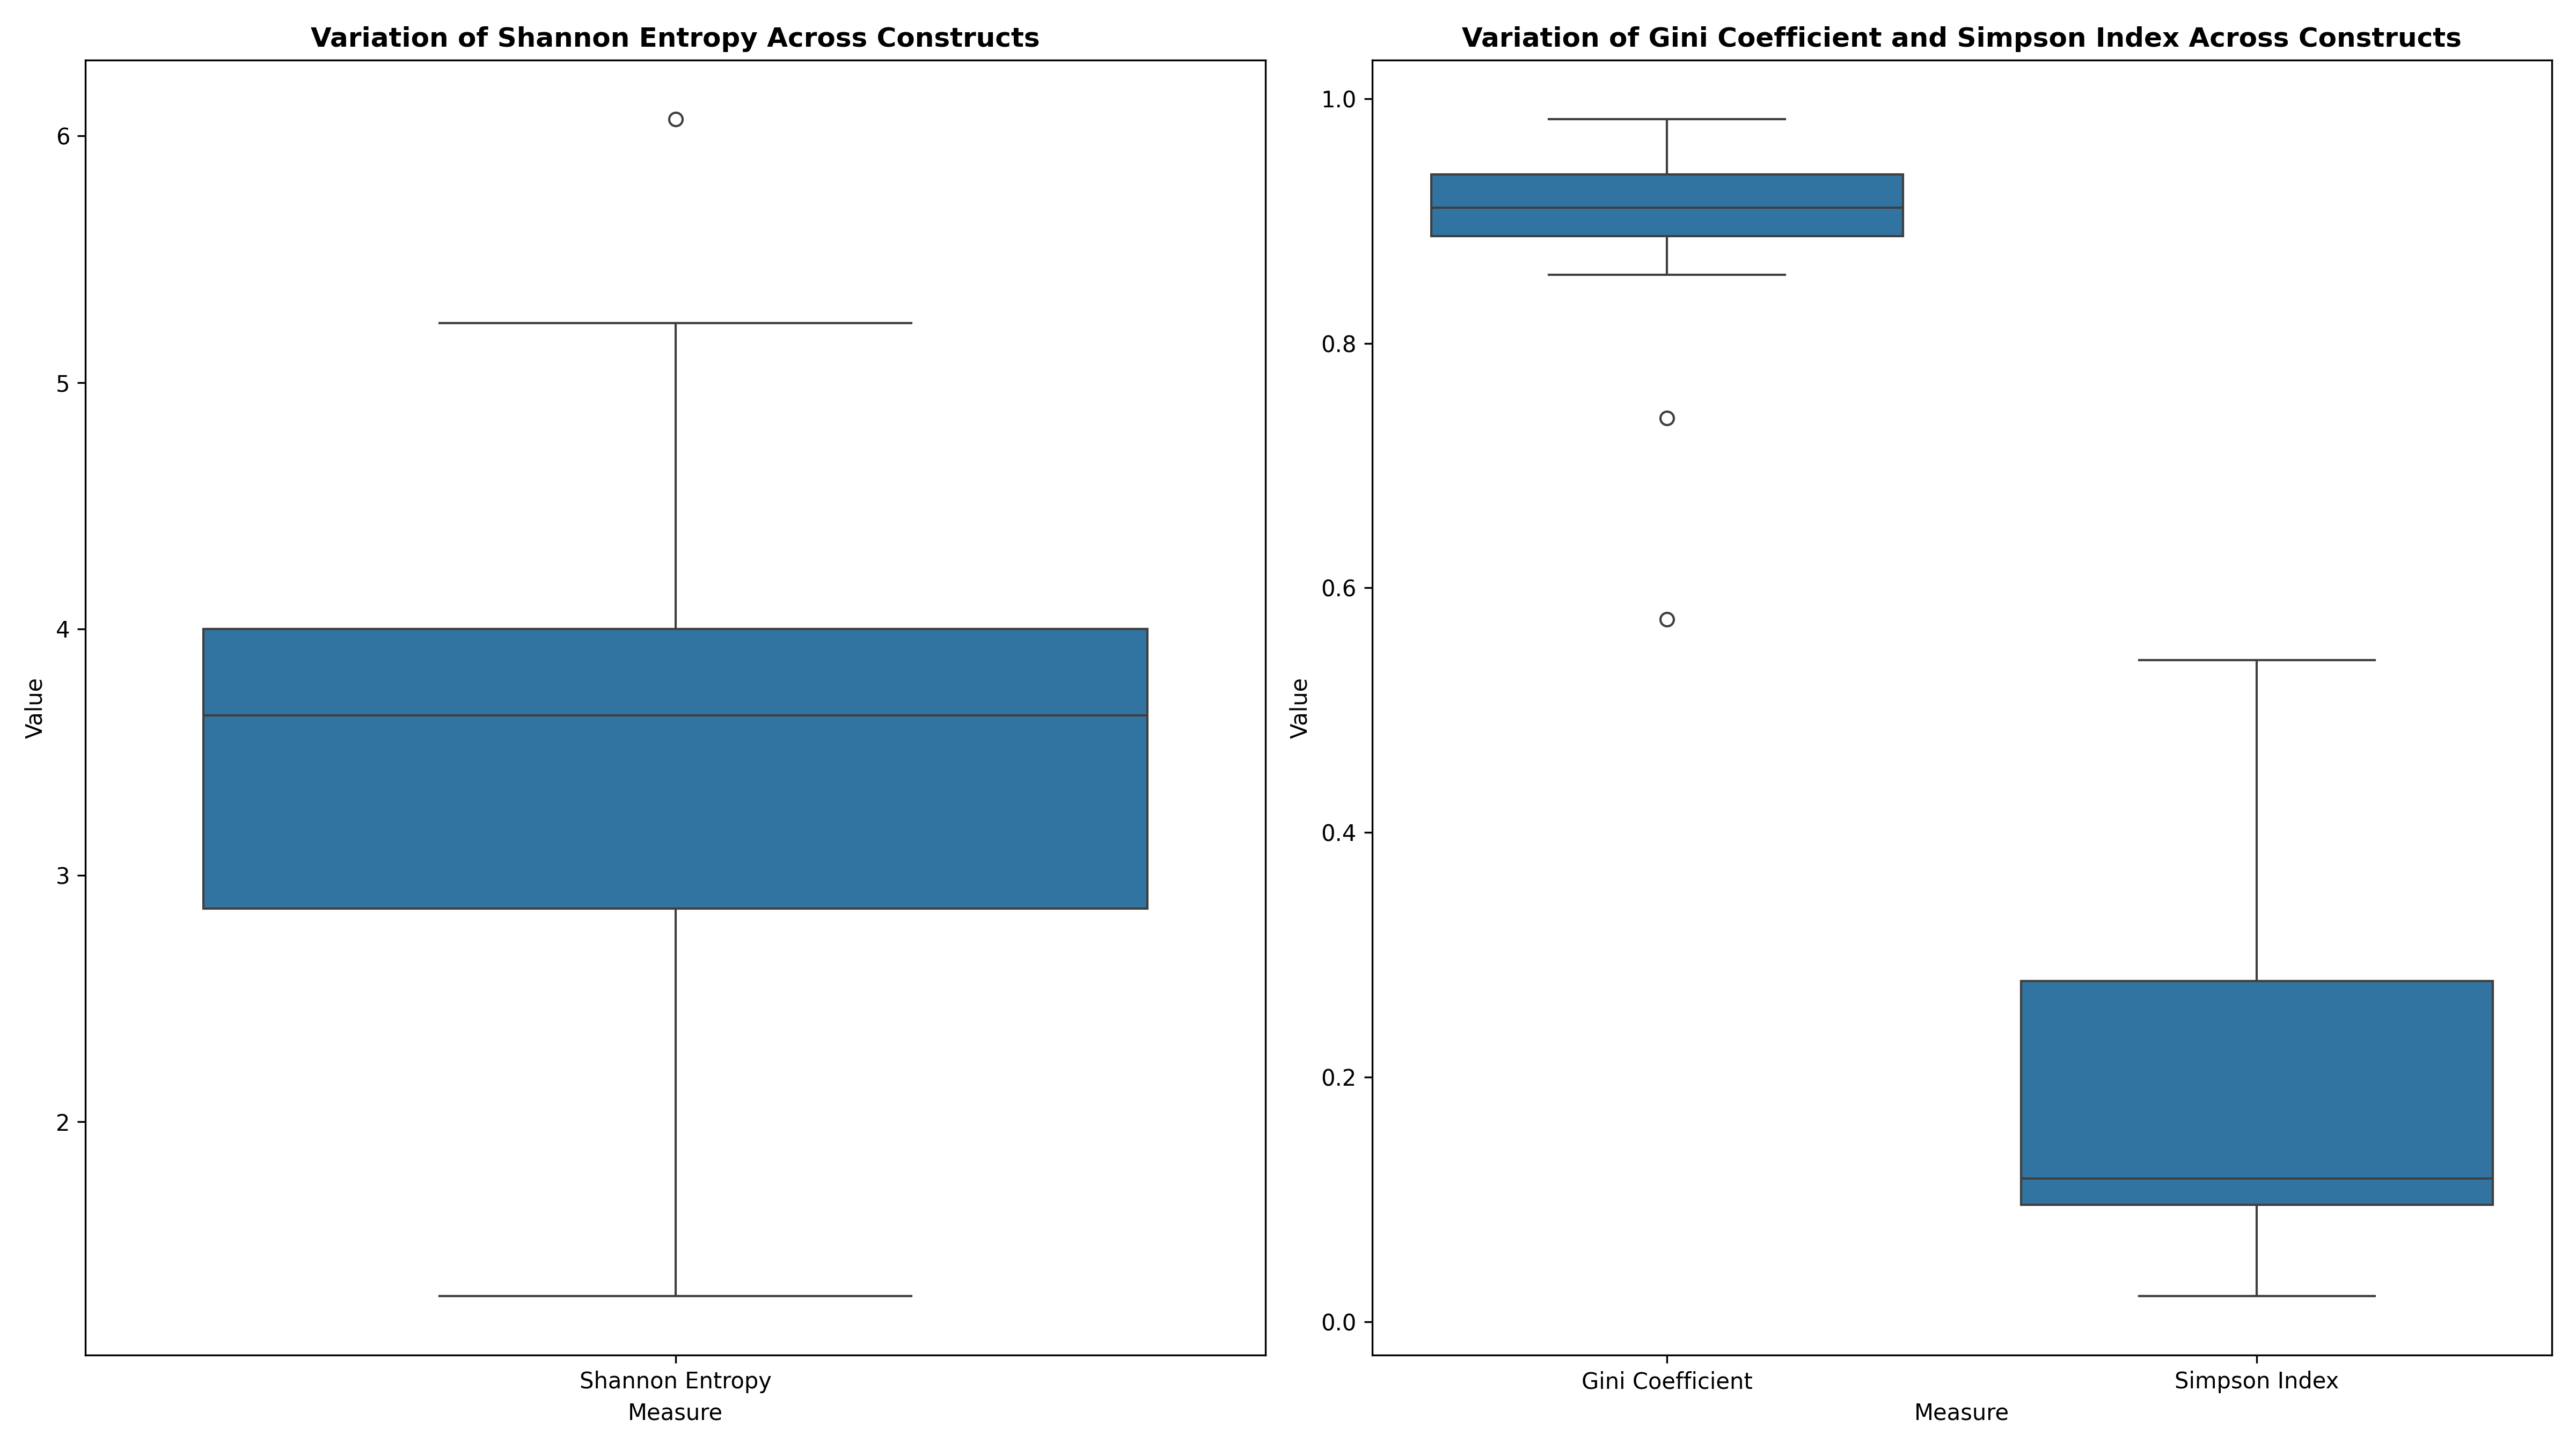 Variation of Shannon Entropy Across Constructs
6
5
4
3
2
Value
Shannon Entropy
Measure
Variation of Gini Coefficient and Simpson Index Across Constructs
1.0
0.8
0.6
0.4
0.2
0.0
Value
Gini Coefficient
Simpson Index
Measure